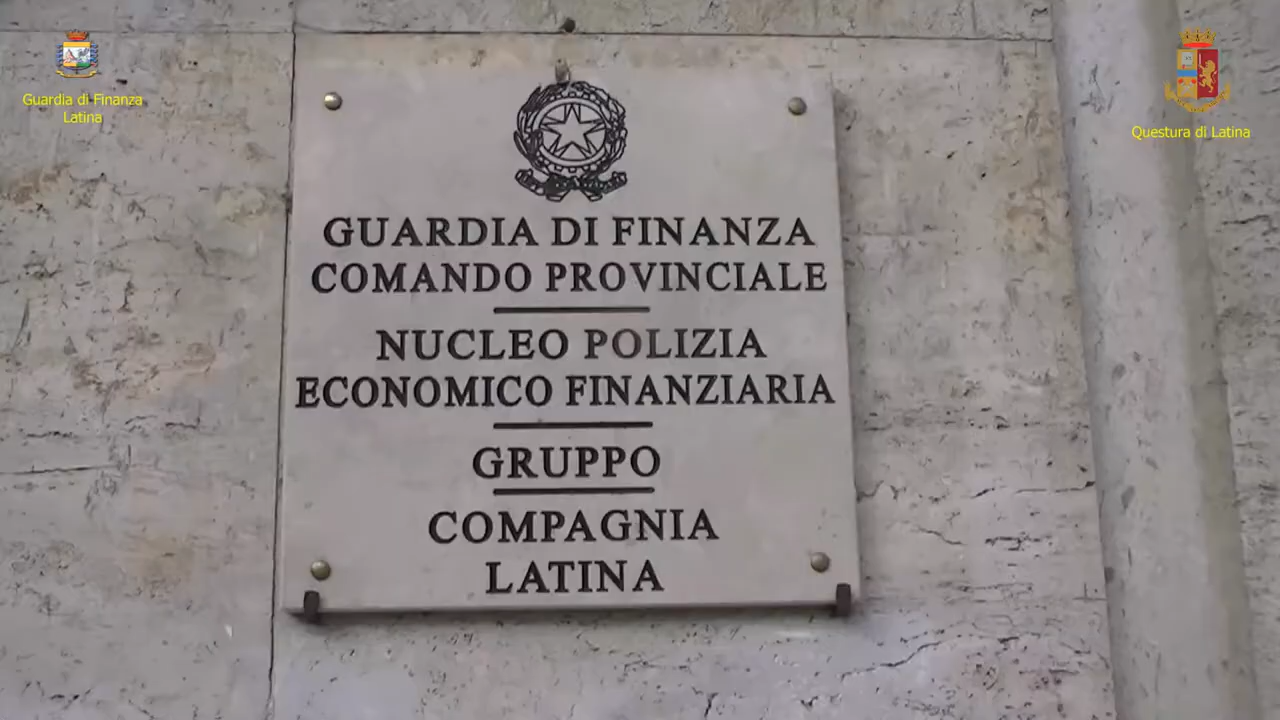 Guardia di Finanza
Latina
Questura di Latina
GUARDIA DI FINANZA
COMANDO PROVINCIALE
NUCLEO POLIZIA
ECONOMICO FINANZIARIA
GRUPPO
COMPAGNIA
LATINA